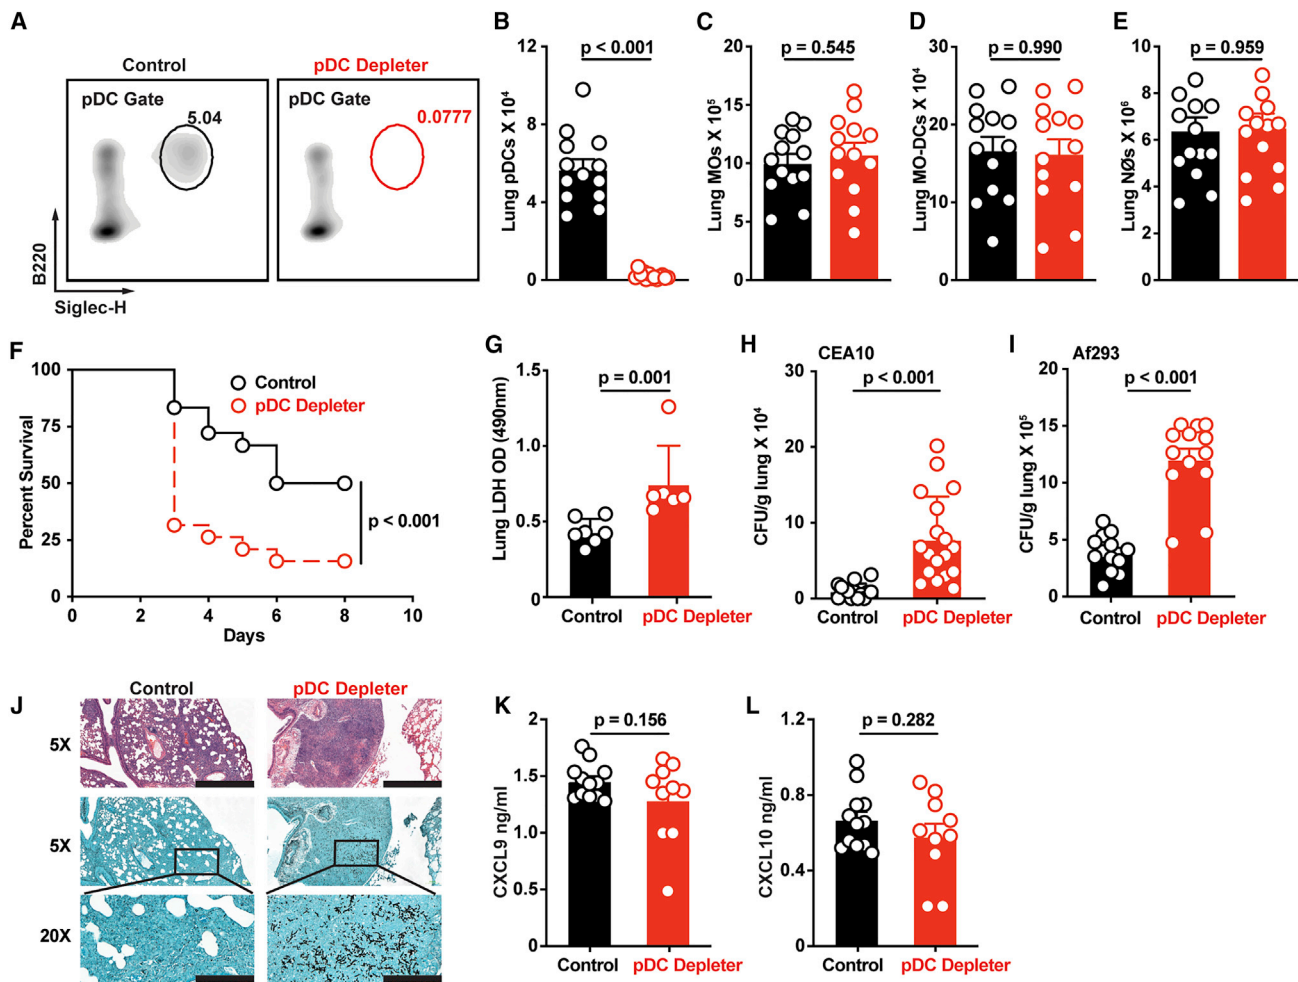 A
Control
pDC Depleter
pDC Gate
5.04
pDC Gate
0.0777
B220
Siglec-H
B
p < 0.001
Lung pDCs X 10⁴
12
8
4
0
C
p = 0.545
Lung MOs X 10⁵
20
15
10
5
0
D
p = 0.990
Lung MO-DCs X 10⁴
30
20
10
0
E
p = 0.959
Lung NØs X 10⁶
10
8
6
4
2
0
F
Percent Survival
100
75
50
25
0
Control
pDC Depleter
p < 0.001
0 2 4 6 8 10
Days
G
p = 0.001
Lung LDH OD (490nm)
1.5
1.0
0.5
0
Control pDC Depleter
H
CEA10
p < 0.001
CFU/g lung X 10⁴
30
20
10
0
Control pDC Depleter
I
Af293
p < 0.001
CFU/g lung X 10⁵
20
15
10
5
0
Control pDC Depleter
J
Control
pDC Depleter
5X
5X
20X
K
p = 0.156
CXCL9 ng/ml
2
1.5
1
0.5
0
Control pDC Depleter
L
p = 0.282
CXCL10 ng/ml
1.2
0.8
0.4
0
Control pDC Depleter